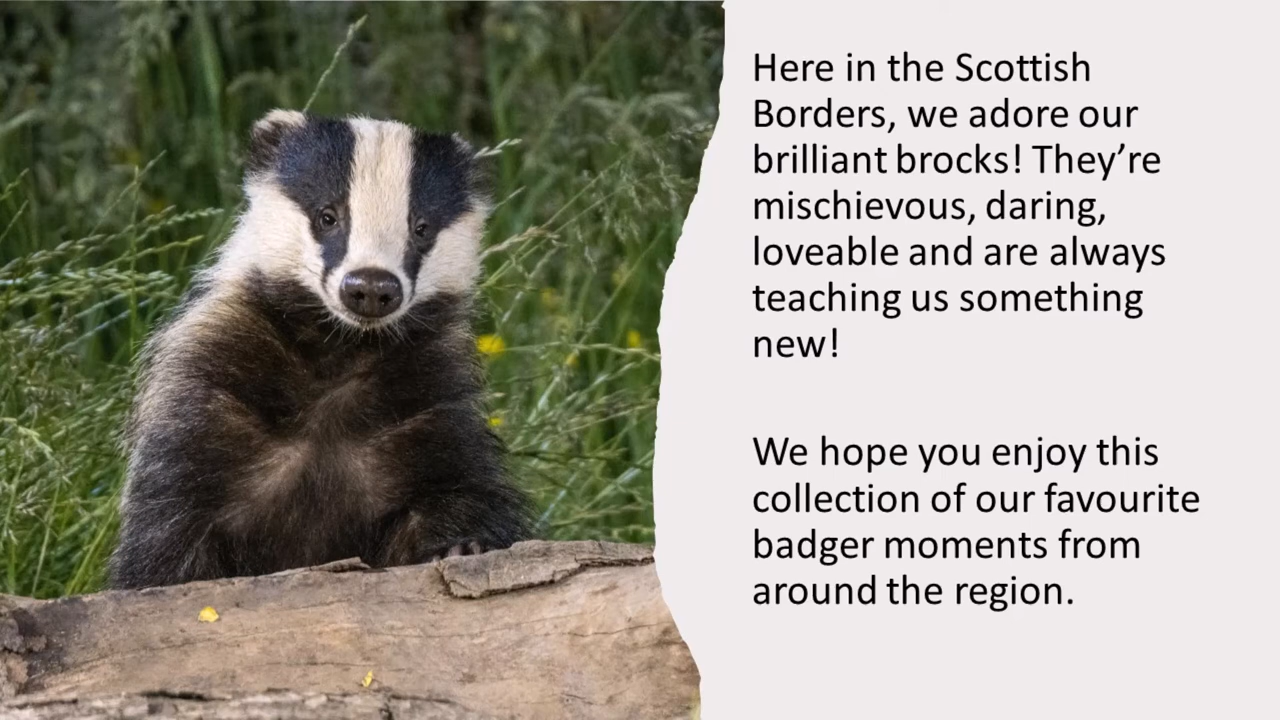 Here in the Scottish
Borders, we adore our
brilliant brocks! They’re
mischievous, daring,
loveable and are always
teaching us something
new!
We hope you enjoy this
collection of our favourite
badger moments from
around the region.